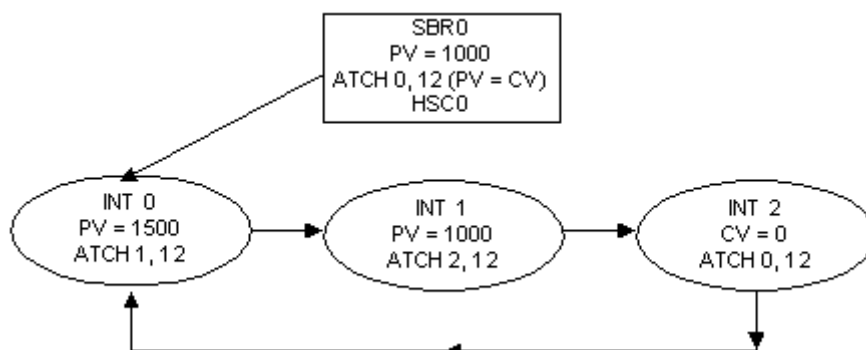 SBR0
PV = 1000
ATCH 0, 12 (PV = CV)
HSC0
INT 0
PV = 1500
ATCH 1, 12
INT 1
PV = 1000
ATCH 2, 12
INT 2
CV = 0
ATCH 0, 12